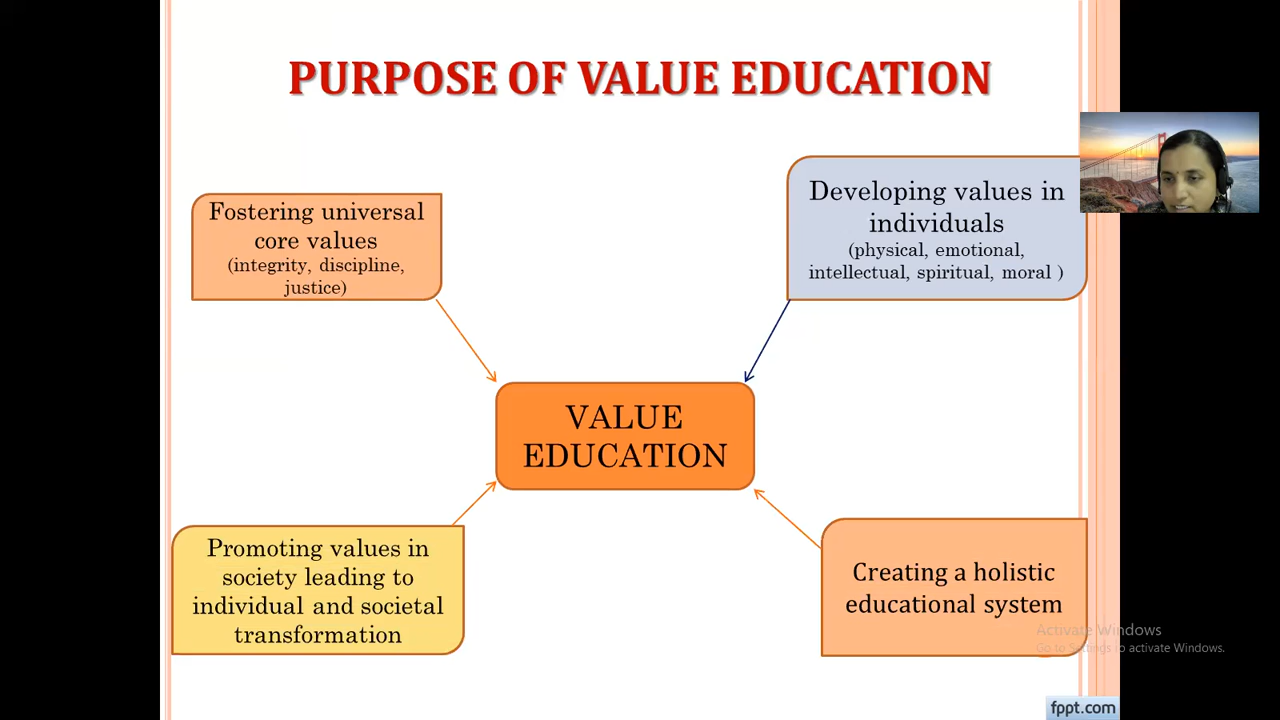 PURPOSE OF VALUE EDUCATION
Fostering universal
core values
(integrity, discipline,
justice)
Developing values in
individuals
(physical, emotional,
intellectual, spiritual, moral )
VALUE
EDUCATION
Promoting values in
society leading to
individual and societal
transformation
Creating a holistic
educational system
Activate Windows
Go to Settings to activate Windows.
fppt.com